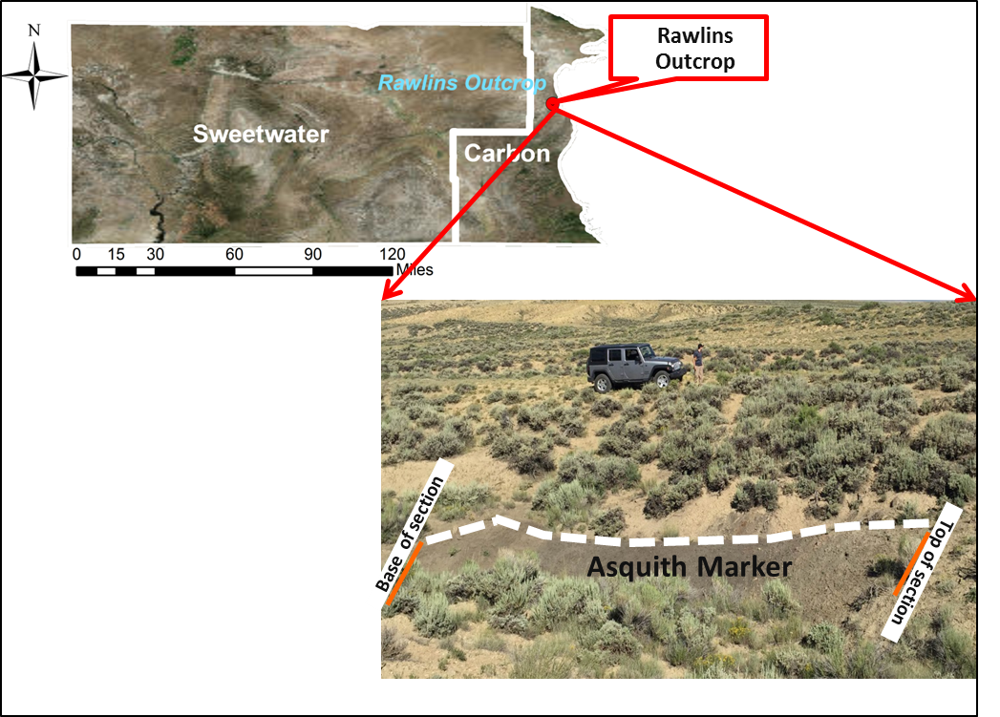 N
Rawlins
Outcrop
Rawlins Outcrop
Sweetwater
Carbon
0 15 30 60 90 120
Miles
Base of section
Asquith Marker
Top of section